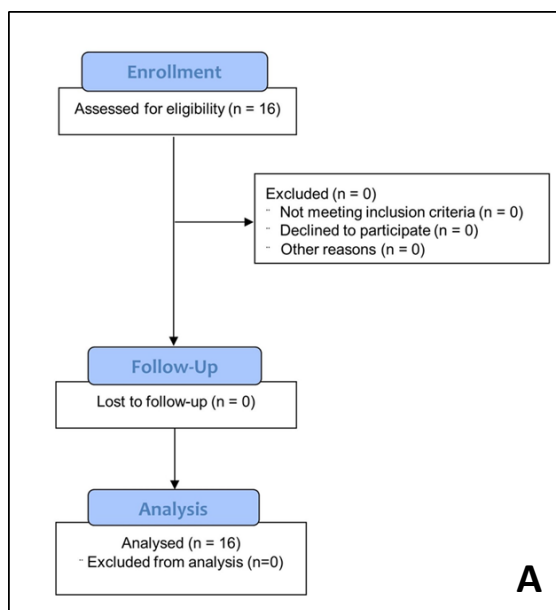 Enrollment
Assessed for eligibility (n = 16)
Excluded (n = 0)
¨ Not meeting inclusion criteria (n = 0)
¨ Declined to participate (n = 0)
¨ Other reasons (n = 0)
Follow-Up
Lost to follow-up (n = 0)
Analysis
Analysed (n = 16)
¨ Excluded from analysis (n=0)
A